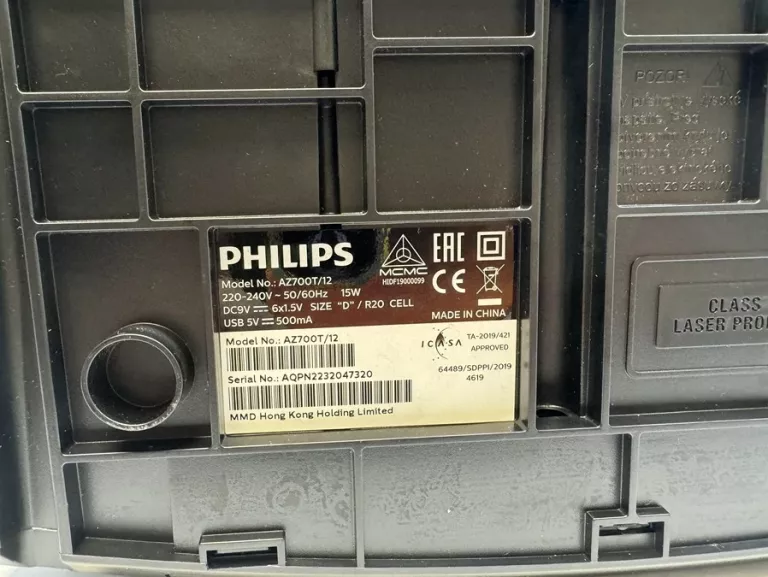 POZOR
PHILIPS
Model No.: AZ700T/12
220-240V ~ 50/60Hz 15W
DC9V 6x1.5V SIZE "D" / R20 CELL
USB 5V 500mA
MCMC
HIDF19000099
EAC
CE
MADE IN CHINA
Model No.: AZ700T/12
Serial No.: AQPN2232047320
MMD Hong Kong Holding Limited
ICASA
TA-2019/421
APPROVED
64489/SDPPI/2019
4619
CLASS
LASER PRO